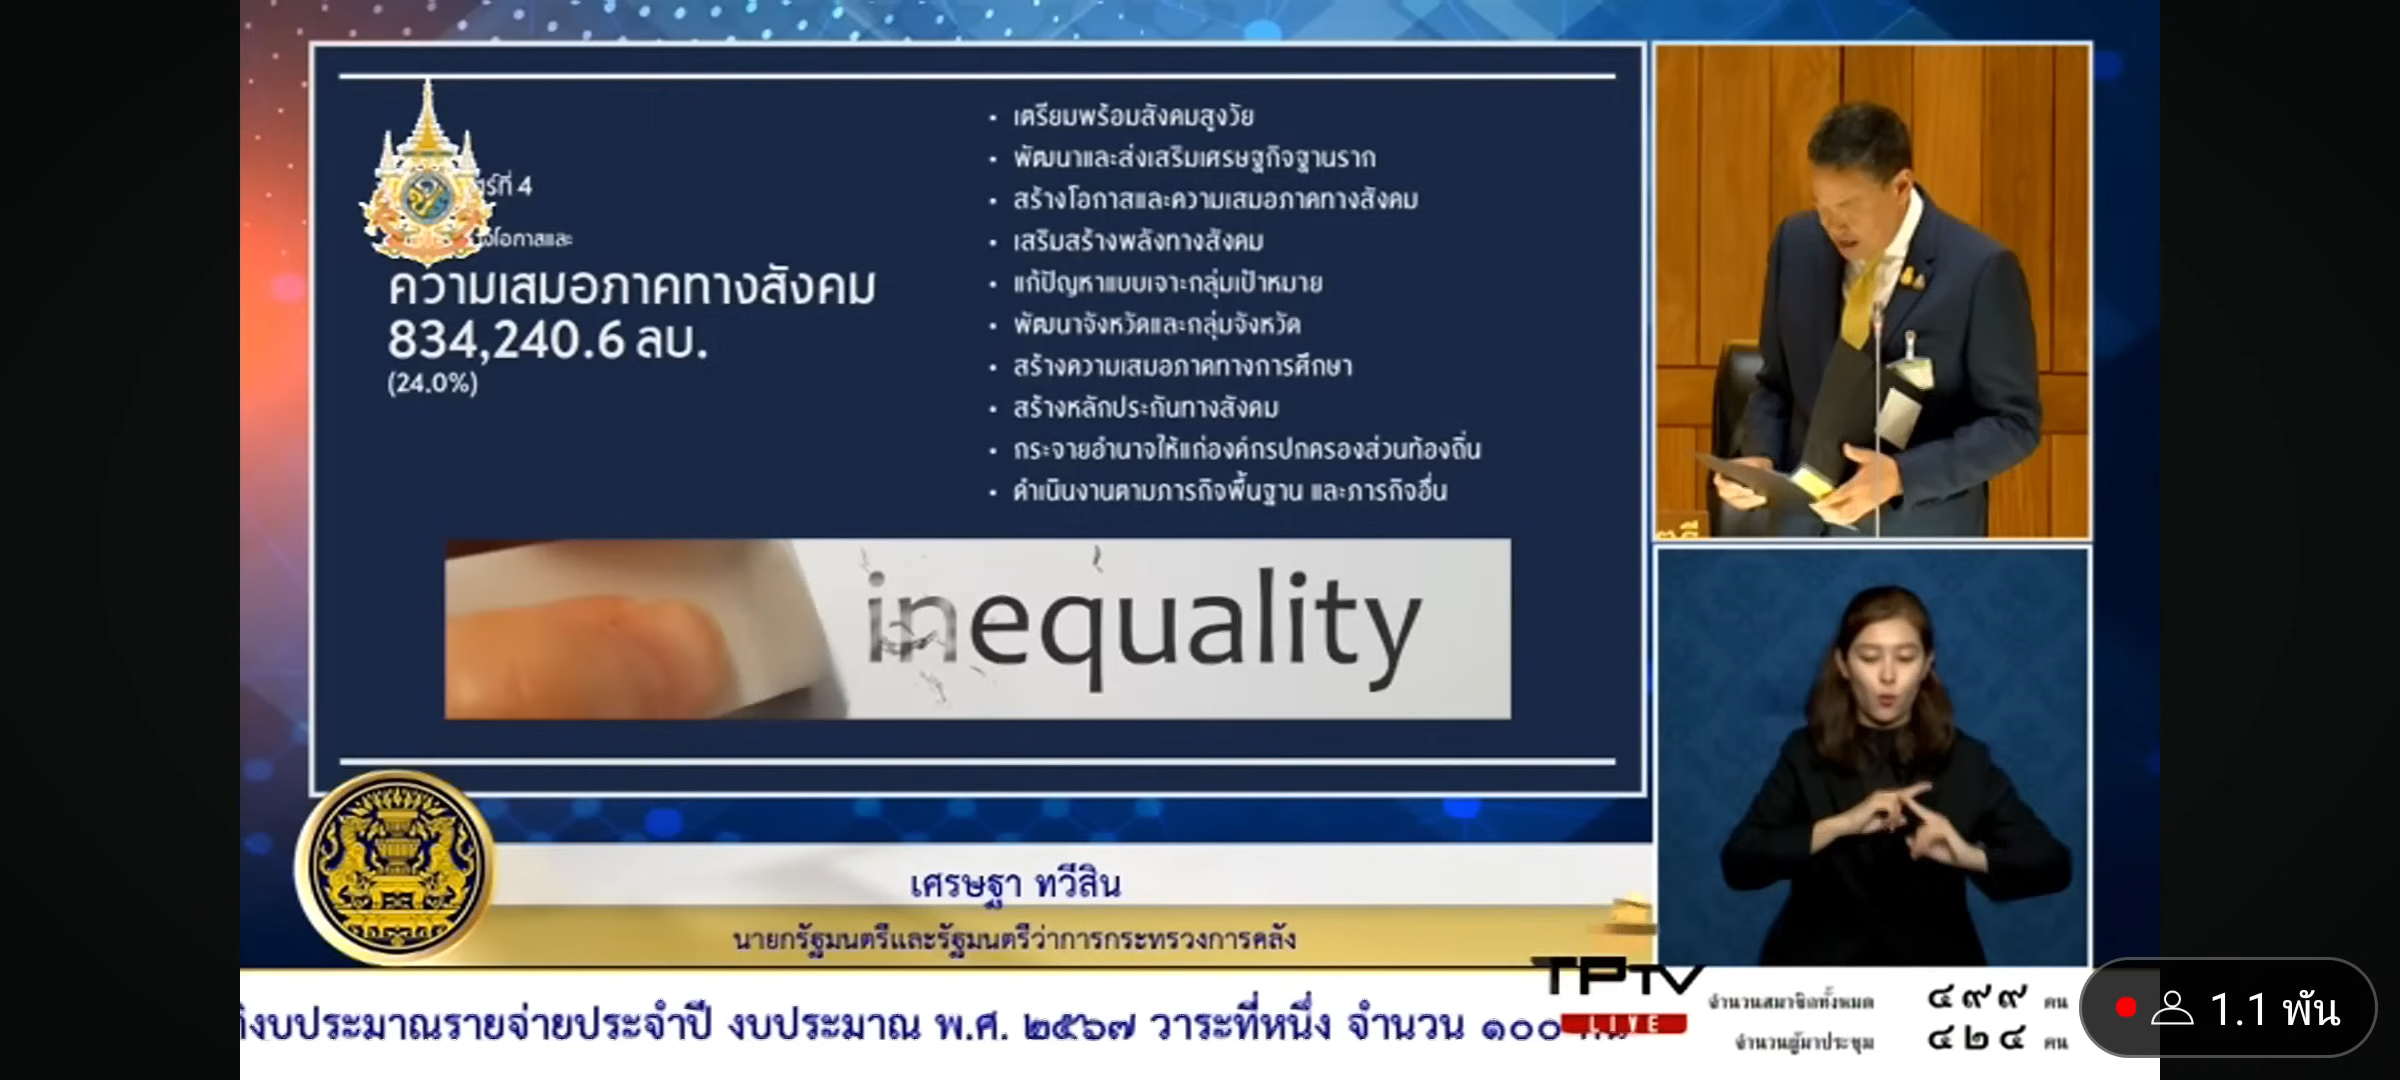 ร์ที่ 4
โอกาสและ
ความเสมอภาคทางสังคม
834,240.6 ลบ.
(24.0%)
• เตรียมพร้อมสังคมสูงวัย
• พัฒนาและส่งเสริมเศรษฐกิจฐานราก
• สร้างโอกาสและความเสมอภาคทางสังคม
• เสริมสร้างพลังทางสังคม
• แก้ปัญหาแบบเจาะกลุ่มเป้าหมาย
• พัฒนาจังหวัดและกลุ่มจังหวัด
• สร้างความเสมอภาคทางการศึกษา
• สร้างหลักประกันทางสังคม
• กระจายอำนาจให้แก่องค์กรปกครองส่วนท้องถิ่น
• ดำเนินงานตามภารกิจพื้นฐาน และภารกิจอื่น
inequality
เศรษฐา ทวีสิน
นายกรัฐมนตรีและรัฐมนตรีว่าการกระทรวงการคลัง
งบประมาณรายจ่ายประจำปี งบประมาณ พ.ศ. ๒๕๖๗ วาระที่หนึ่ง จำนวน ๑๐๐
TPTV
LIVE
จำนวนสมาชิกทั้งหมด ๔๙๙ คน
จำนวนผู้มาประชุม ๔๒๔ คน
1.1 พัน